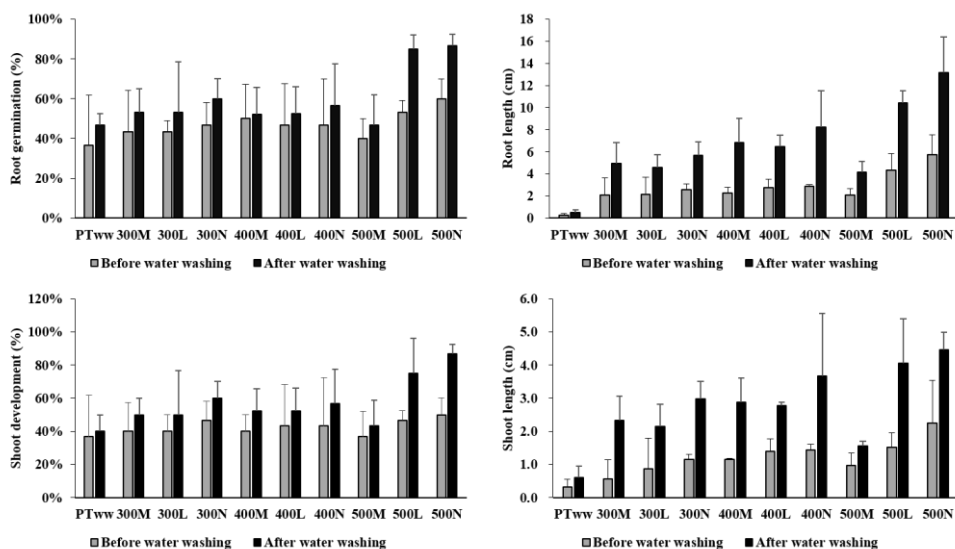 Root germination (%)
100%
80%
60%
40%
20%
0%
PTww 300M 300L 300N 400M 400L 400N 500M 500L 500N
Before water washing After water washing
Root length (cm)
18
16
14
12
10
8
6
4
2
0
PTww 300M 300L 300N 400M 400L 400N 500M 500L 500N
Before water washing After water washing
Shoot development (%)
120%
100%
80%
60%
40%
20%
0%
PTww 300M 300L 300N 400M 400L 400N 500M 500L 500N
Before water washing After water washing
Shoot length (cm)
6.0
5.0
4.0
3.0
2.0
1.0
0.0
PTww 300M 300L 300N 400M 400L 400N 500M 500L 500N
Before water washing After water washing